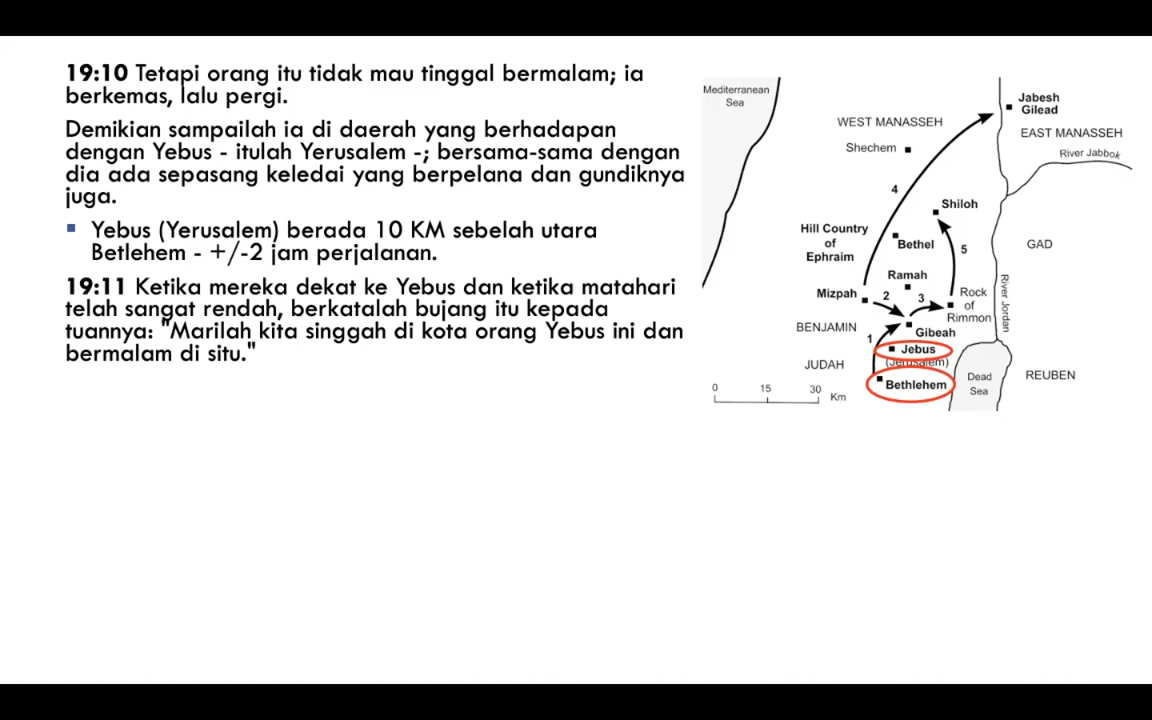 19:10 Tetapi orang itu tidak mau tinggal bermalam; ia
berkemas, lalu pergi.
Demikian sampailah ia di daerah yang berhadapan
dengan Yebus - itulah Yerusalem -; bersama-sama dengan
dia ada sepasang keledai yang berpelana dan gundiknya
juga.
▪ Yebus (Yerusalem) berada 10 KM sebelah utara
Betlehem - +/-2 jam perjalanan.
19:11 Ketika mereka dekat ke Yebus dan ketika matahari
telah sangat rendah, berkatalah bujang itu kepada
tuannya: "Marilah kita singgah di kota orang Yebus ini dan
bermalam di situ."
Mediterranean
Sea
Jabesh
Gilead
WEST MANASSEH
EAST MANASSEH
Shechem
River Jabbok
4
Shiloh
Hill Country
of
Ephraim
Bethel
5
GAD
Ramah
Mizpah
2
3
Rock
of
Rimmon
River Jordan
BENJAMIN
Gibeah
1
Jebus
(Jerusalem)
JUDAH
Bethlehem
Dead
Sea
REUBEN
0 15 30 Km